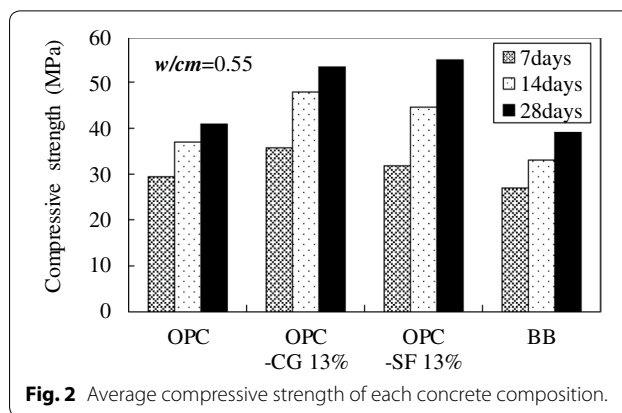 60
50
40
30
20
10
0
Compressive strength (MPa)
w/cm=0.55
7days
14days
28days
OPC
OPC
-CG 13%
OPC
-SF 13%
BB
Fig. 2 Average compressive strength of each concrete composition.